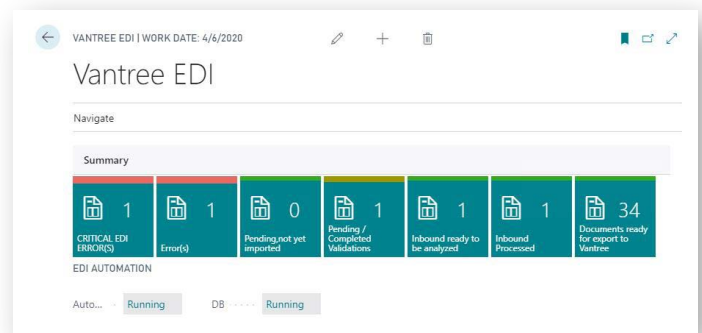 VANTREE EDI | WORK DATE: 4/6/2020
Vantree EDI
Navigate
Summary
1
CRITICAL EDI
ERROR(S)
1
Error(s)
0
Pending,not yet
imported
1
Pending /
Completed
Validations
1
Inbound ready to
be analyzed
1
Inbound
Processed
34
Documents ready
for export to
Vantree
EDI AUTOMATION
Auto... · Running DB ···· Running